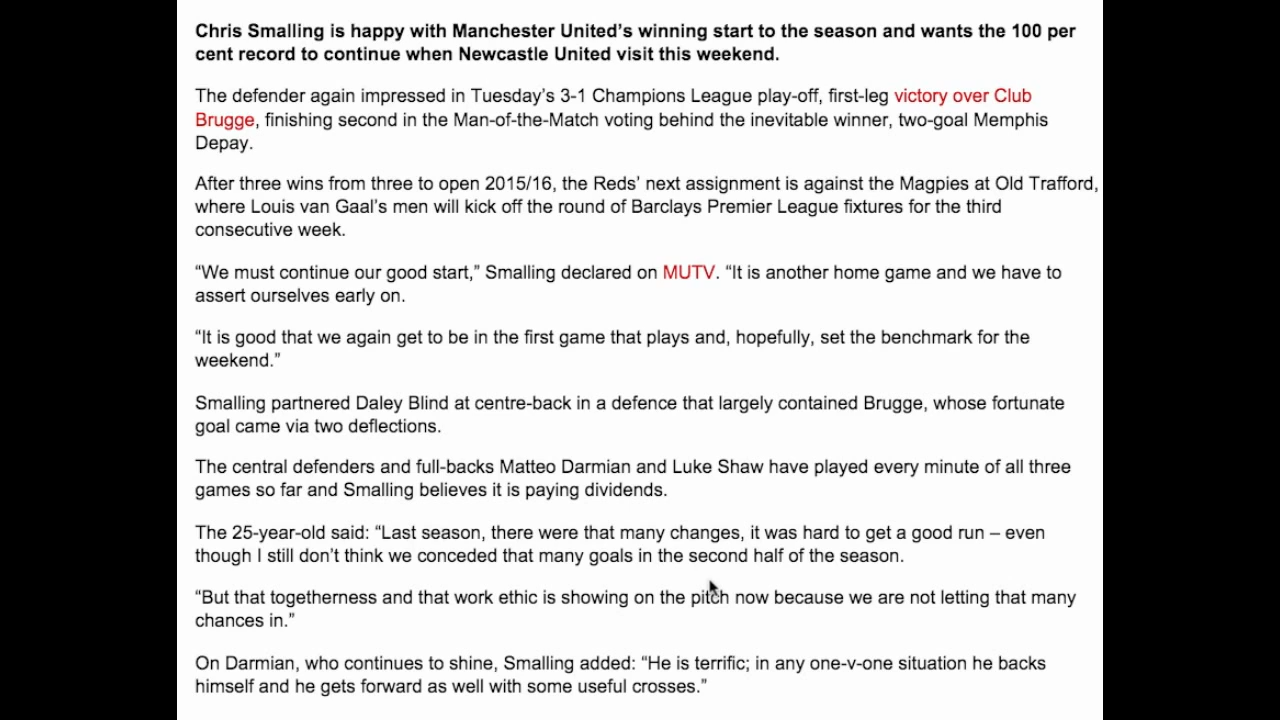 Chris Smalling is happy with Manchester United’s winning start to the season and wants the 100 per
cent record to continue when Newcastle United visit this weekend.
The defender again impressed in Tuesday’s 3-1 Champions League play-off, first-leg victory over Club
Brugge, finishing second in the Man-of-the-Match voting behind the inevitable winner, two-goal Memphis
Depay.
After three wins from three to open 2015/16, the Reds’ next assignment is against the Magpies at Old Trafford,
where Louis van Gaal’s men will kick off the round of Barclays Premier League fixtures for the third
consecutive week.
“We must continue our good start,” Smalling declared on MUTV. “It is another home game and we have to
assert ourselves early on.
“It is good that we again get to be in the first game that plays and, hopefully, set the benchmark for the
weekend.”
Smalling partnered Daley Blind at centre-back in a defence that largely contained Brugge, whose fortunate
goal came via two deflections.
The central defenders and full-backs Matteo Darmian and Luke Shaw have played every minute of all three
games so far and Smalling believes it is paying dividends.
The 25-year-old said: “Last season, there were that many changes, it was hard to get a good run – even
though I still don’t think we conceded that many goals in the second half of the season.
“But that togetherness and that work ethic is showing on the pitch now because we are not letting that many
chances in.”
On Darmian, who continues to shine, Smalling added: “He is terrific; in any one-v-one situation he backs
himself and he gets forward as well with some useful crosses.”